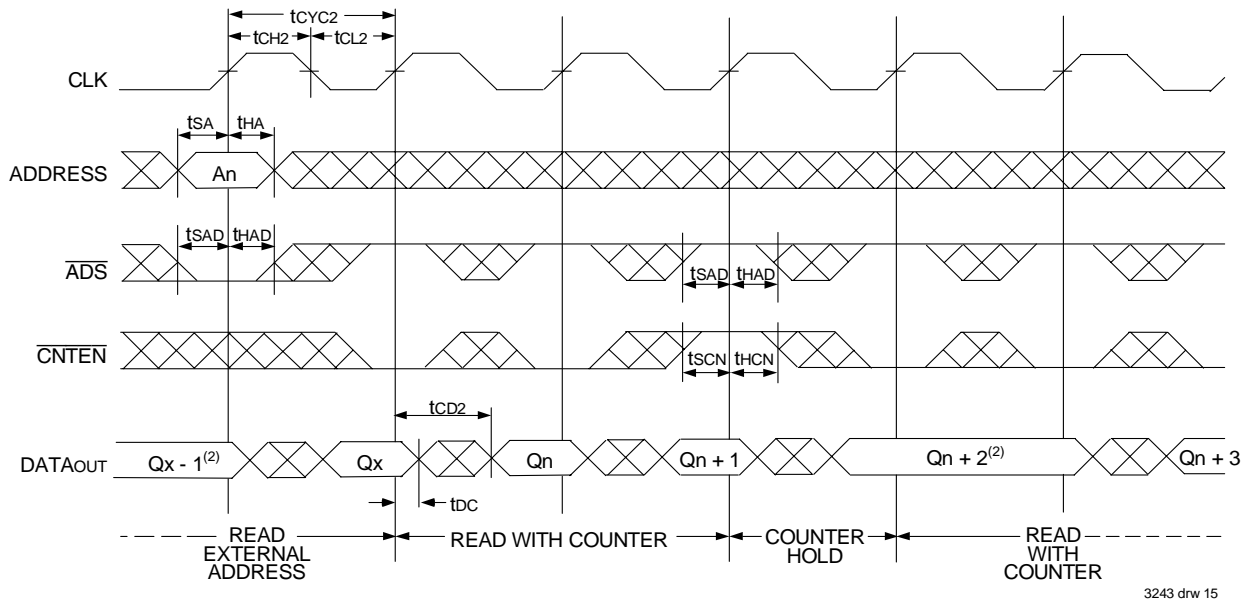 tCYC2
tCH2 tCL2
CLK
tSA tHA
ADDRESS An
tSAD tHAD
ADS
tSAD tHAD
CNTEN
tSCN tHCN
tCD2
DATAOUT Qx - 1(2) Qx Qn Qn + 1 Qn + 2(2) Qn + 3
tDC
READ EXTERNAL ADDRESS
READ WITH COUNTER
COUNTER HOLD
READ WITH COUNTER
3243 drw 15